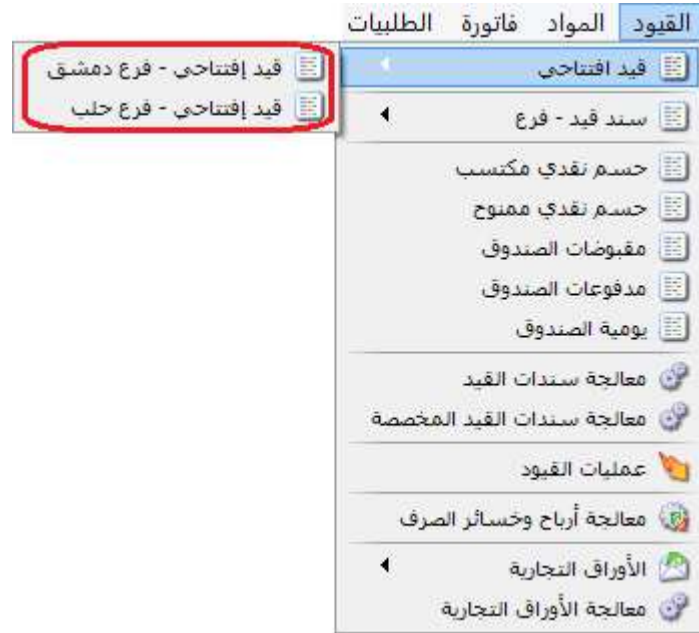 القيود المواد فاتورة الطلبيات
قيد افتتاحي
قيد إفتتاحي - فرع دمشق
قيد إفتتاحي - فرع حلب
سند قيد - فرع
حسم نقدي مكتسب
حسم نقدي ممنوح
مقبوضات الصندوق
مدفوعات الصندوق
يومية الصندوق
معالجة سندات القيد
معالجة سندات القيد المخصصة
عمليات القيود
معالجة أرباح وخسائر الصرف
الأوراق التجارية
معالجة الأوراق التجارية